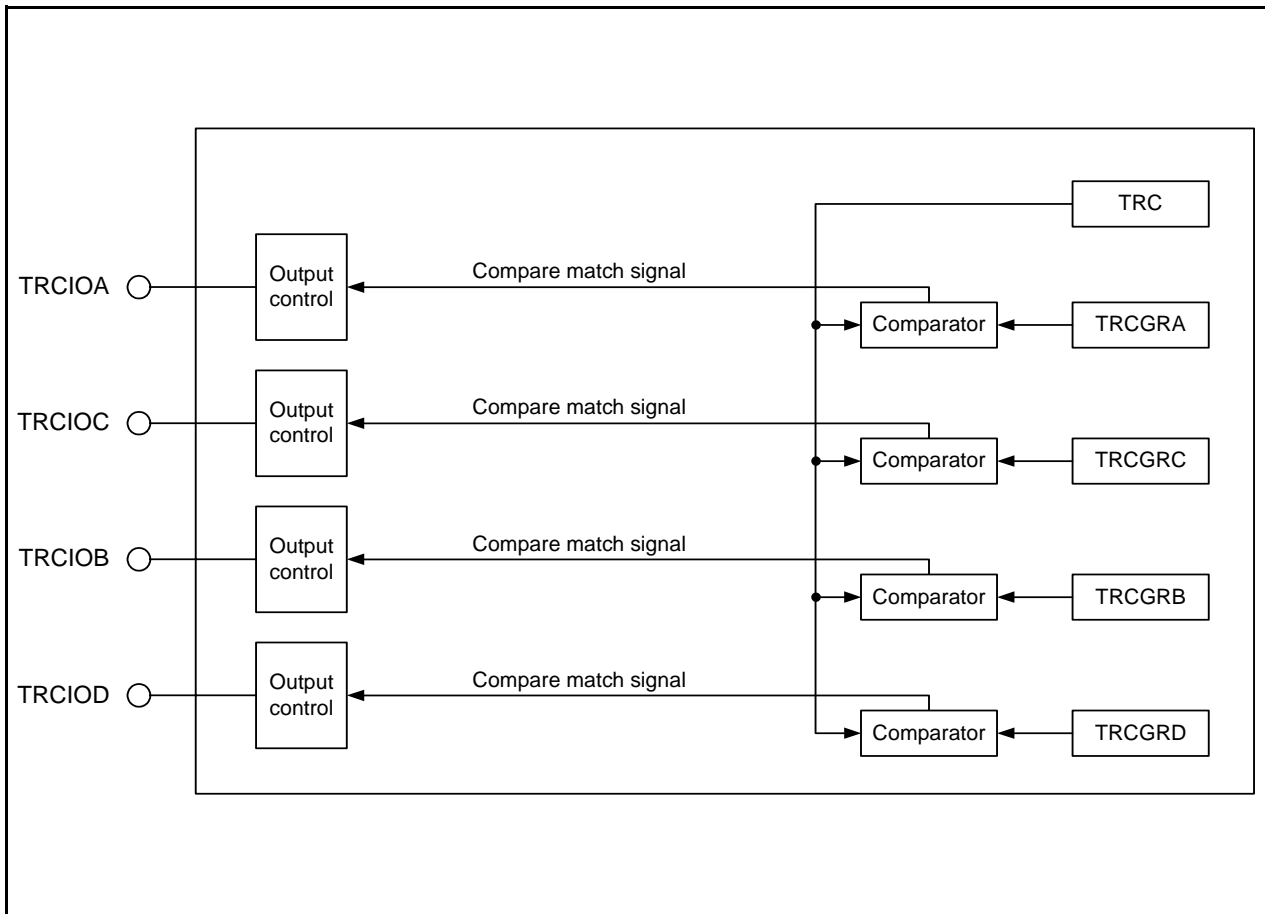 TRC
TRCIOA
Output
control
Compare match signal
Comparator
TRCGRA
TRCIOC
Output
control
Compare match signal
Comparator
TRCGRC
TRCIOB
Output
control
Compare match signal
Comparator
TRCGRB
TRCIOD
Output
control
Compare match signal
Comparator
TRCGRD